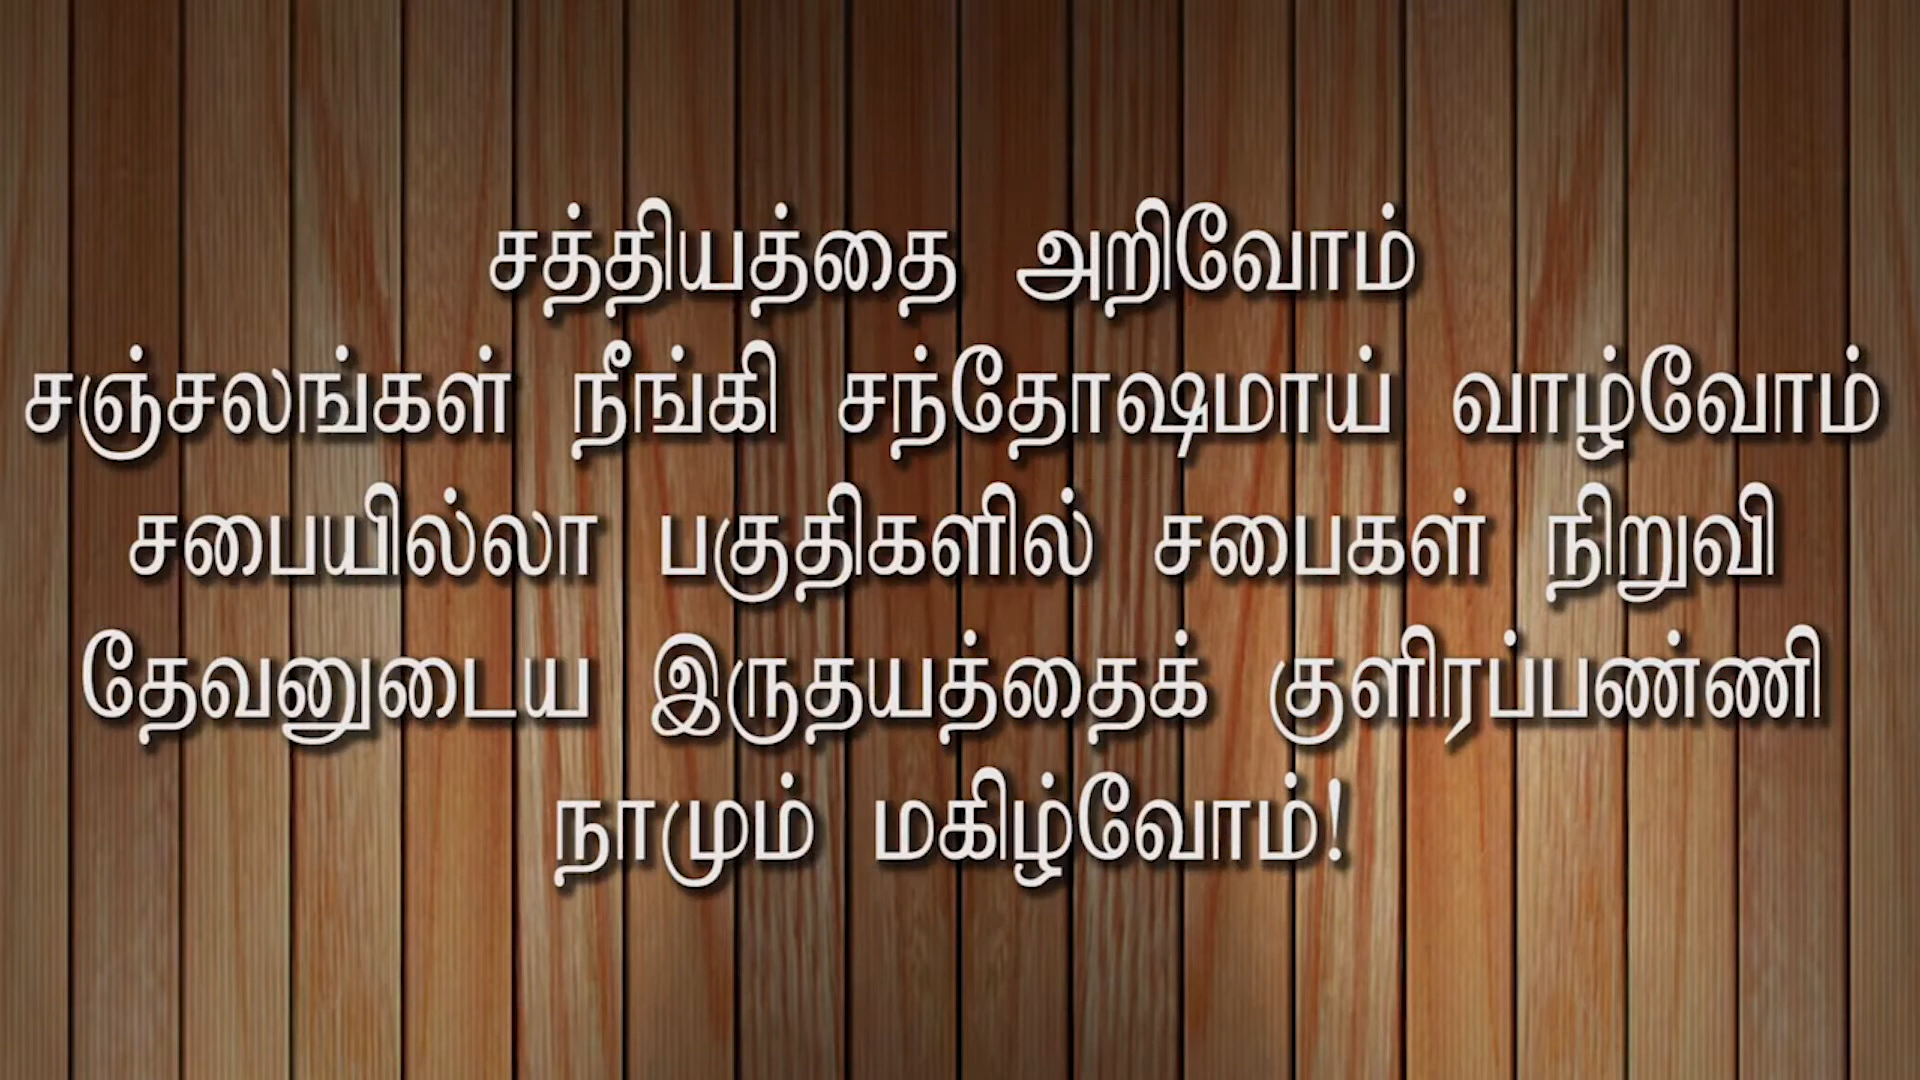 சத்தியத்தை அறிவோம்
சஞ்சலங்கள் நீங்கி சந்தோஷமாய் வாழ்வோம்
சபையில்லா பகுதிகளில் சபைகள் நிறுவி
தேவனுடைய இருதயத்தைக் குளிரப்பண்ணி
நாமும் மகிழ்வோம்!